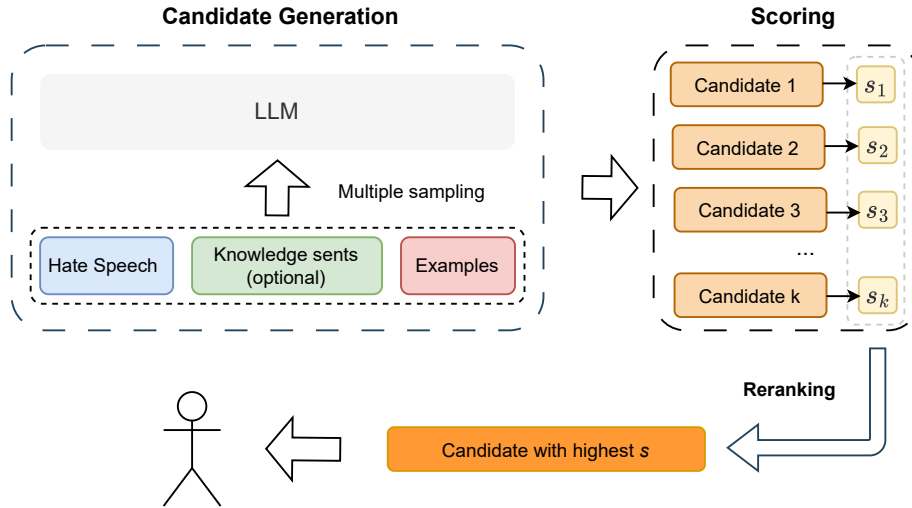 Candidate Generation
LLM
Multiple sampling
Hate Speech
Knowledge sents
(optional)
Examples
Scoring
Candidate 1
s₁
Candidate 2
s₂
Candidate 3
s₃
...
Candidate k
sₖ
Reranking
Candidate with highest s